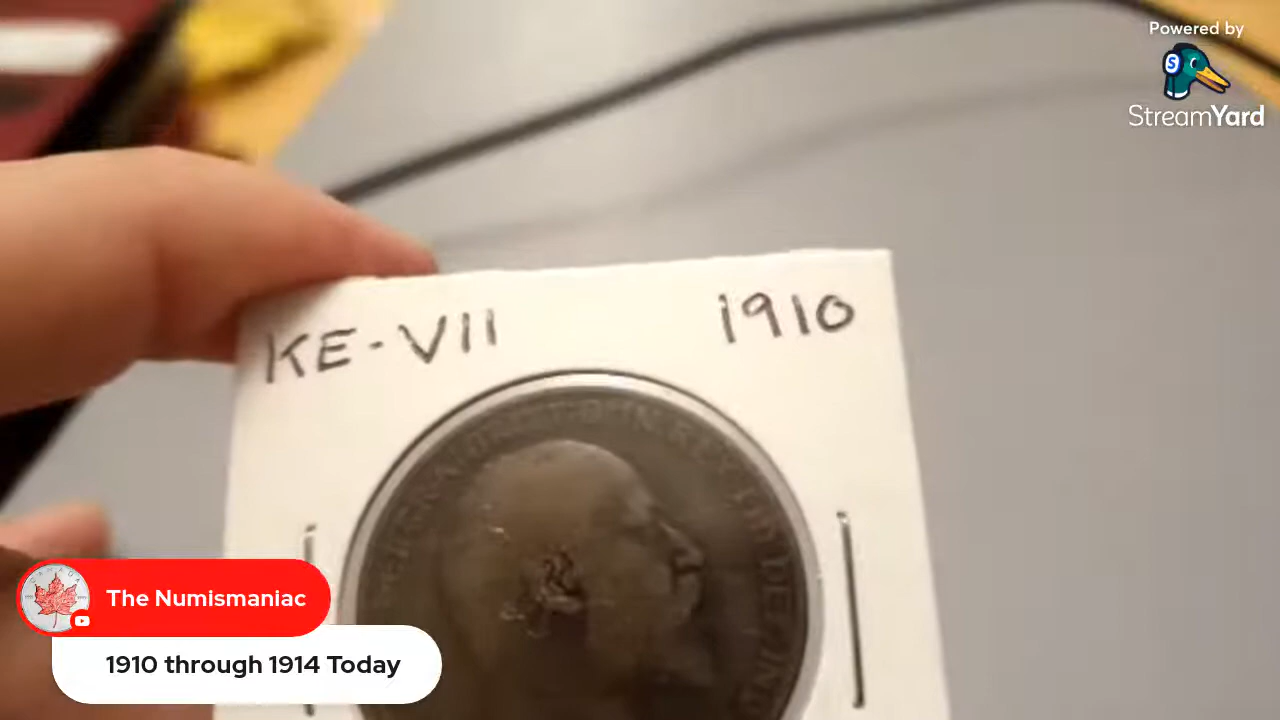 Powered by
StreamYard
KE-VII 1910
The Numismaniac
1910 through 1914 Today